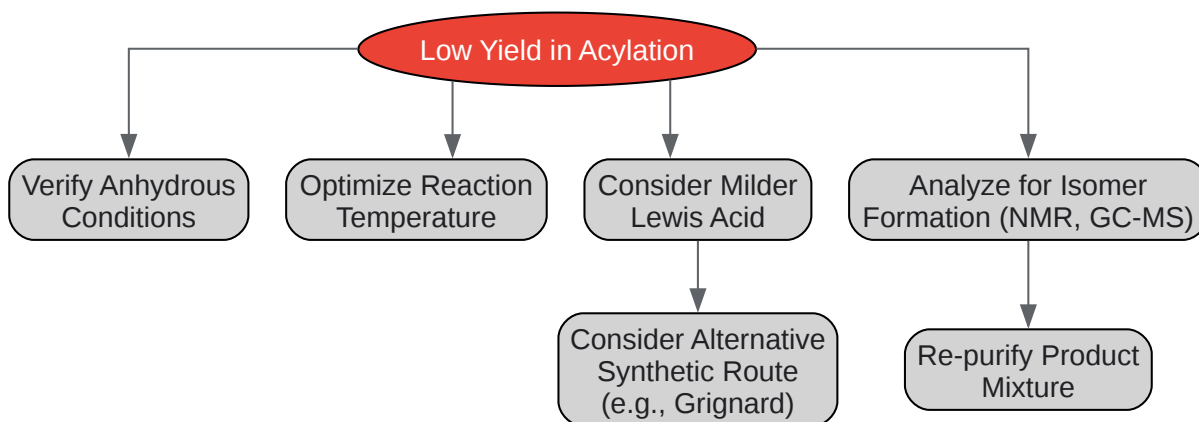 Low Yield in Acylation
Verify Anhydrous
Conditions
Optimize Reaction
Temperature
Consider Milder
Lewis Acid
Analyze for Isomer
Formation (NMR, GC-MS)
Consider Alternative
Synthetic Route
(e.g., Grignard)
Re-purify Product
Mixture